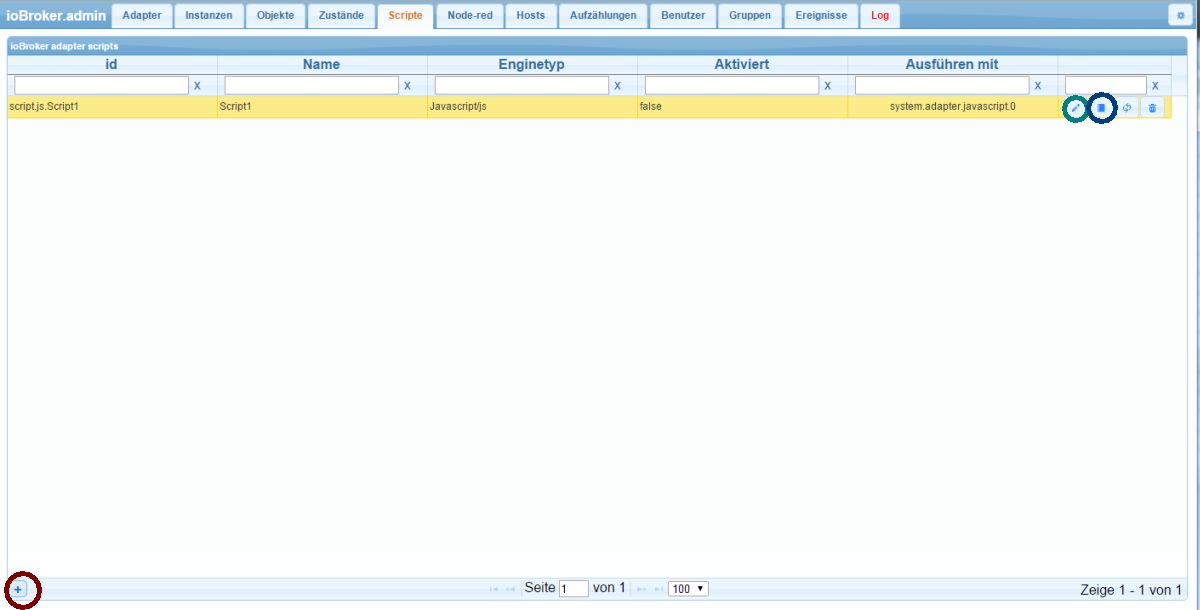 ioBroker.admin Adapter Instanzen Objekte Zustände Scripte Node-red Hosts Aufzählungen Benutzer Gruppen Ereignisse Log
ioBroker adapter scripts
id Name Enginetyp Aktiviert Ausführen mit
X X X X X X
script.js.Script1 Script1 Javascript/js false system.adapter.javascript.0
+ Seite 1 von 1 100 Zeige 1 - 1 von 1